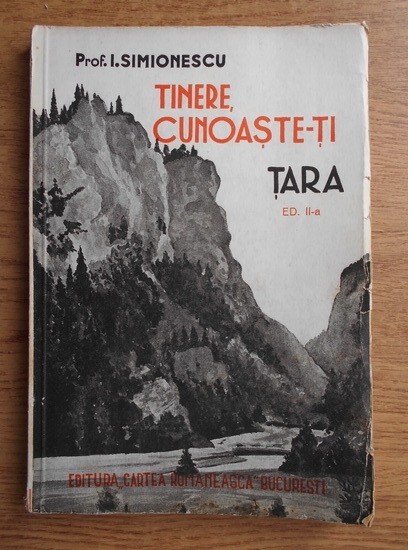 Prof. I. SIMIONESCU
TINERE,
CUNOAȘTE-ȚI
ȚARA
ED. II-a
EDITURA „CARTEA ROMÂNEASCĂ” BUCUREȘTI